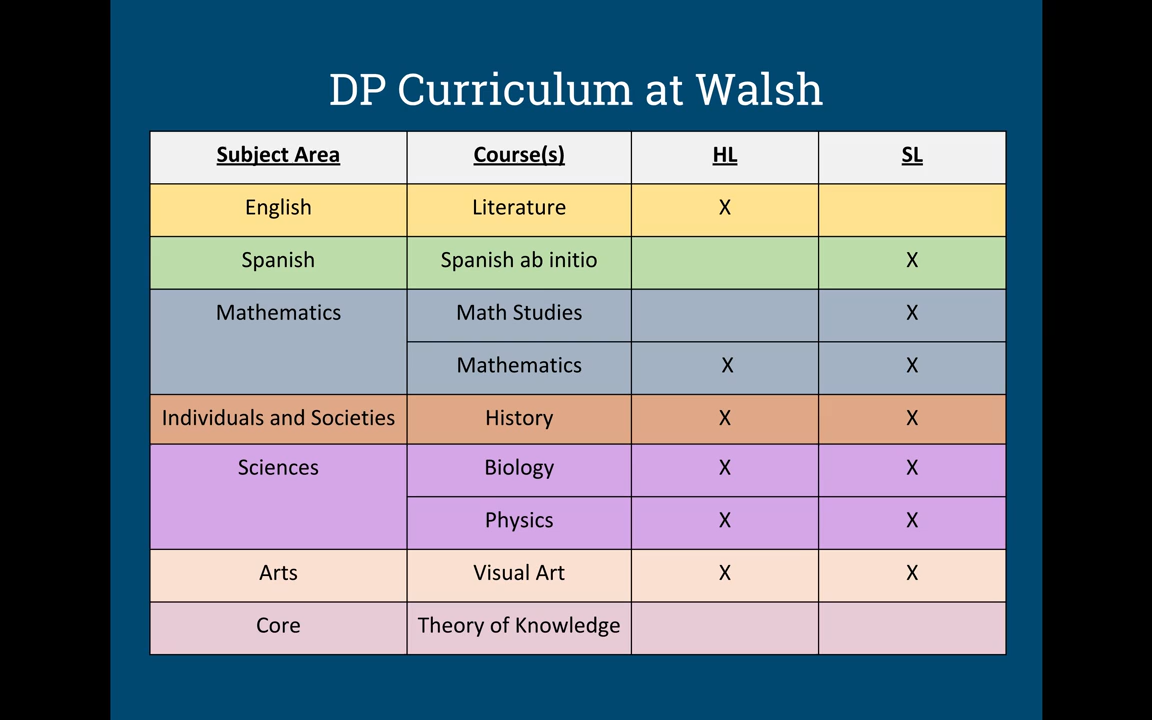 DP Curriculum at Walsh
Subject Area Course(s) HL SL
English Literature X
Spanish Spanish ab initio X
Mathematics Math Studies X
Mathematics X X
Individuals and Societies History X X
Sciences Biology X X
Physics X X
Arts Visual Art X X
Core Theory of Knowledge